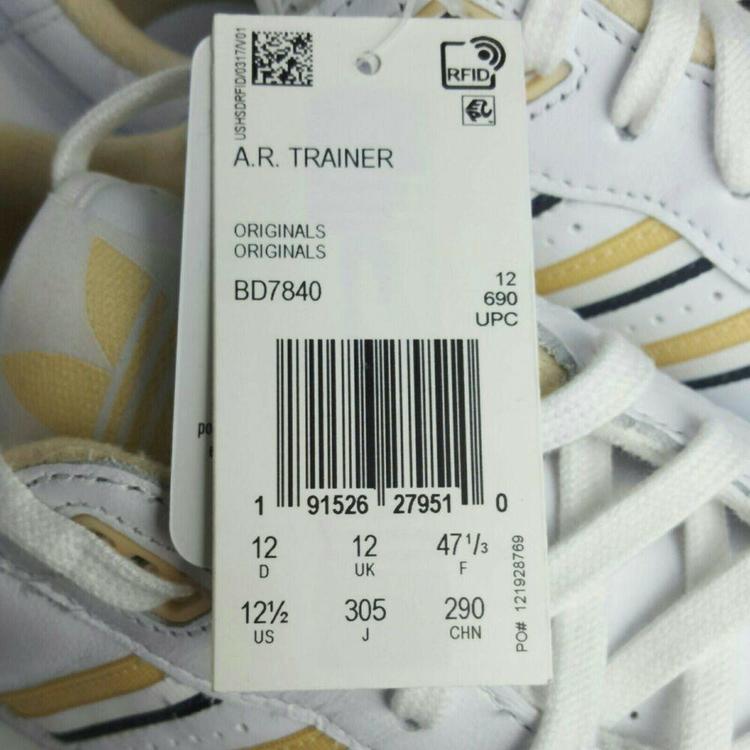 USHSDRFID/0317/V01
RFID
A.R. TRAINER
ORIGINALS
ORIGINALS
BD7840
12
690
UPC
1 91526 27951 0
12 12 47 1/3
D UK F
12½ 305 290
US J CHN
PO# 121928769